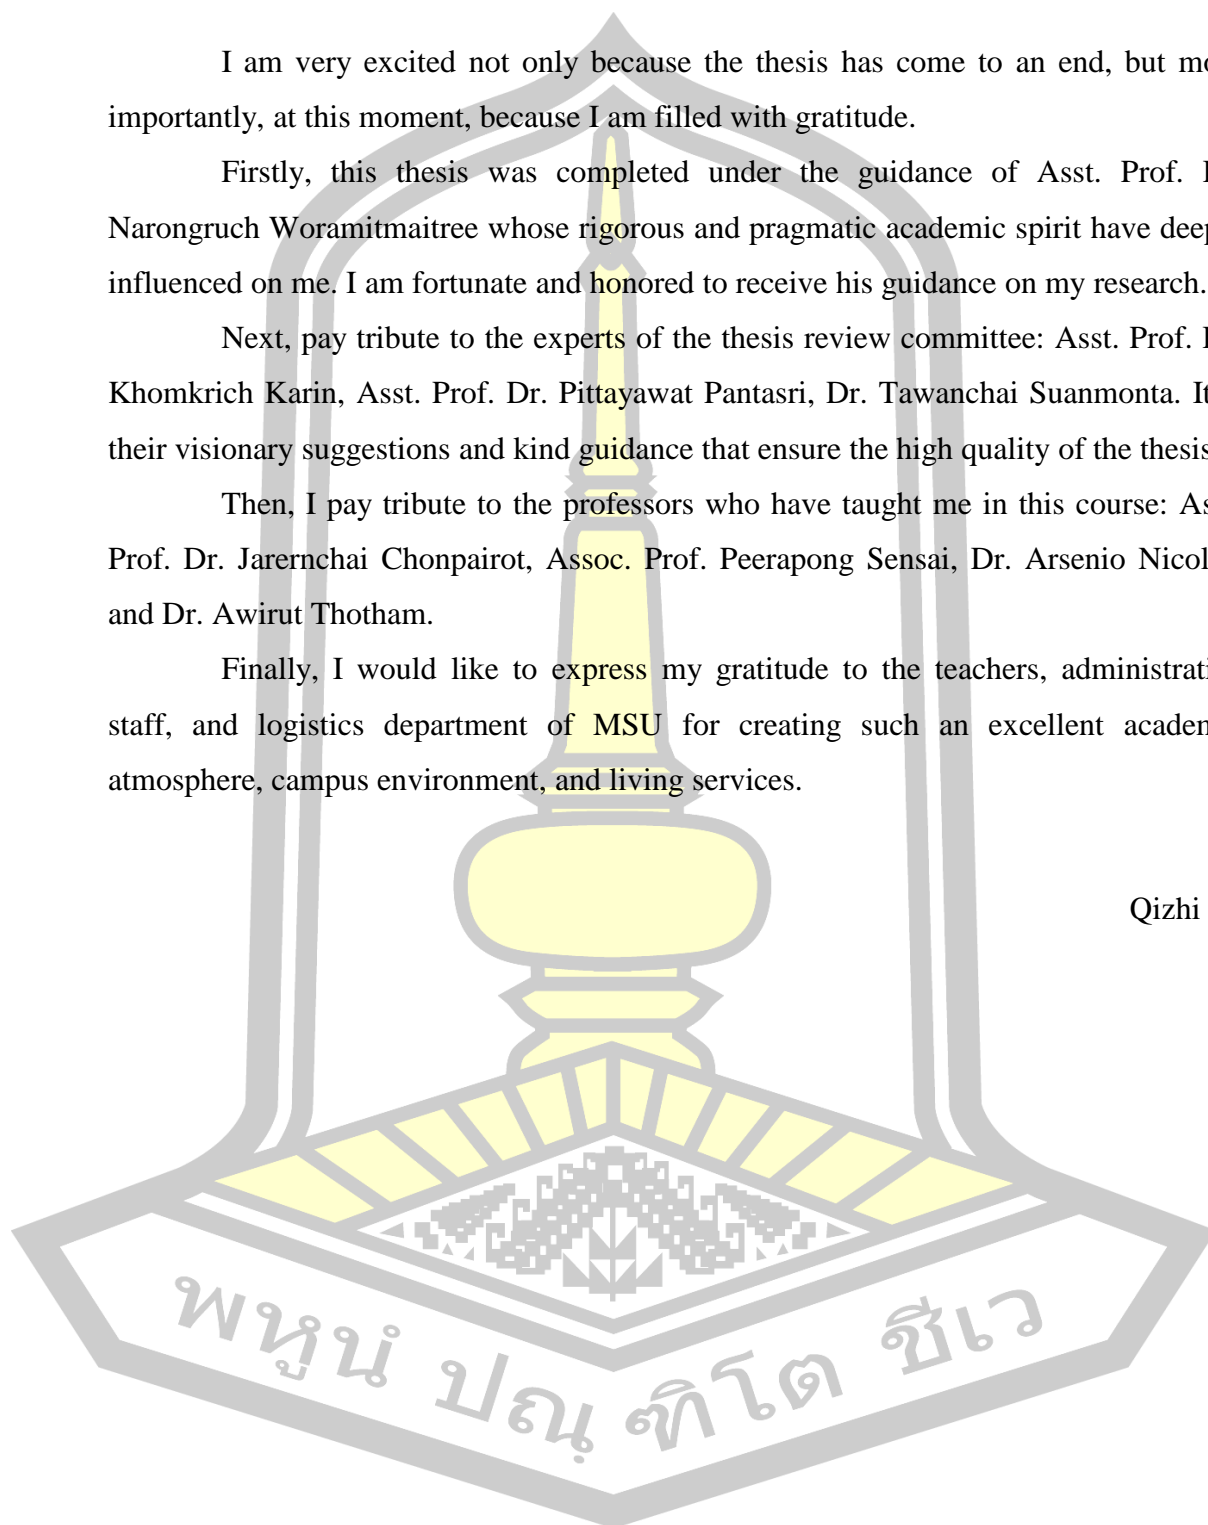 I am very excited not only because the thesis has come to an end, but mo
importantly, at this moment, because I am filled with gratitude.
Firstly, this thesis was completed under the guidance of Asst. Prof.
Narongruch Woramitmaitree whose rigorous and pragmatic academic spirit have deep
influenced on me. I am fortunate and honored to receive his guidance on my research.
Next, pay tribute to the experts of the thesis review committee: Asst. Prof.
Khomkrich Karin, Asst. Prof. Dr. Pittayawat Pantasri, Dr. Tawanchai Suanmonta. It
their visionary suggestions and kind guidance that ensure the high quality of the thesis
Then, I pay tribute to the professors who have taught me in this course: As
Prof. Dr. Jarernchai Chonpairot, Assoc. Prof. Peerapong Sensai, Dr. Arsenio Nicol
and Dr. Awirut Thotham.
Finally, I would like to express my gratitude to the teachers, administrati
staff, and logistics department of MSU for creating such an excellent academ
atmosphere, campus environment, and living services.
Qizhi
พหูนํ ปณฺฑิโต ชีเว